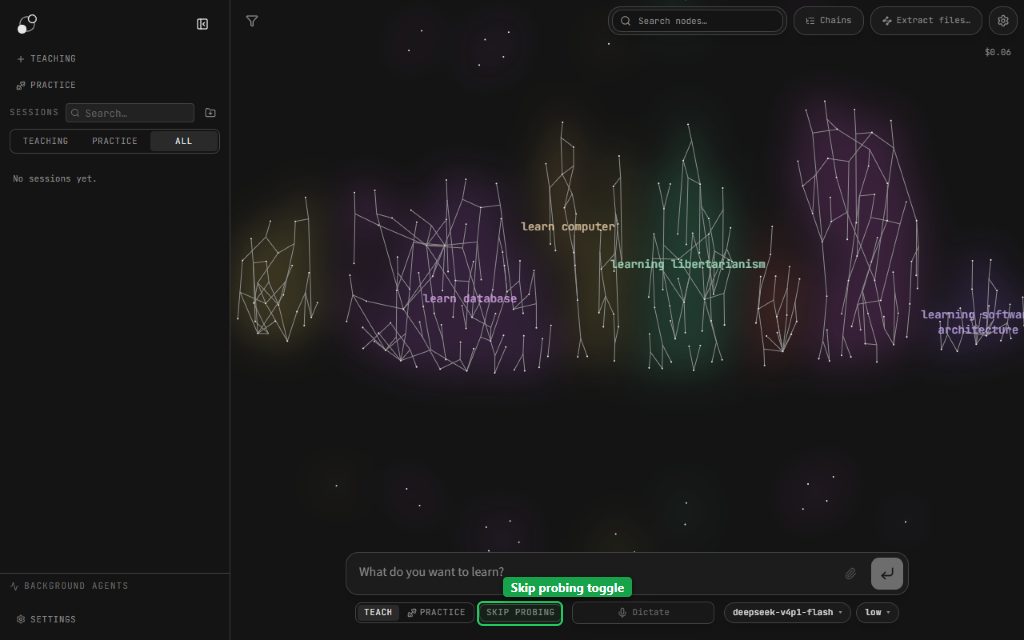 TEACHING
PRACTICE
SESSIONS
Search…
TEACHING
PRACTICE
ALL
No sessions yet.
BACKGROUND AGENTS
SETTINGS
Search nodes…
Chains
Extract files…
$0.06
learn computer
learning libertarianism
learn database
learning softwa
architecture
What do you want to learn?
Skip probing toggle
TEACH
PRACTICE
SKIP PROBING
Dictate
deepseek-v4p1-flash
low